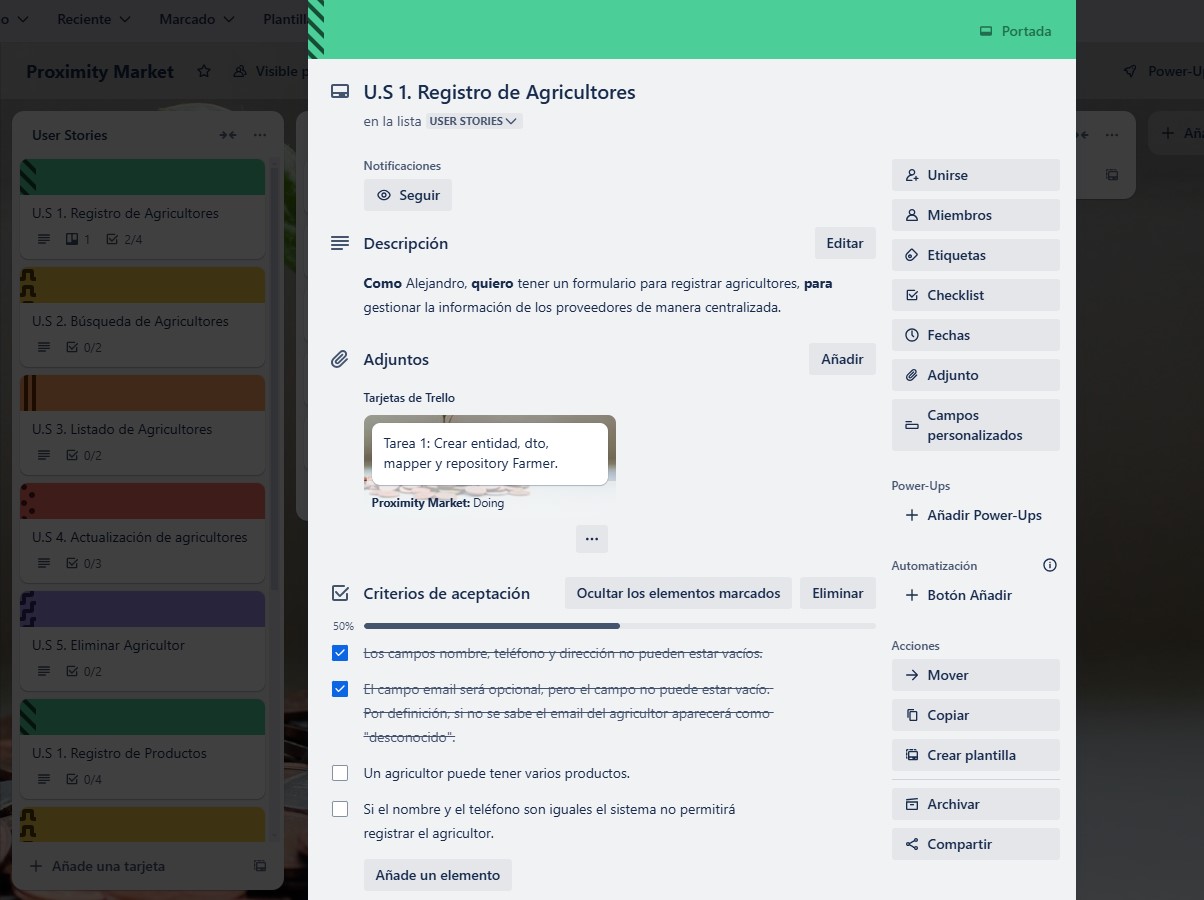 Reciente
Marcado
Portada
Proximity Market
Visible
User Stories
U.S 1. Registro de Agricultores
1
2/4
U.S 2. Búsqueda de Agricultores
0/2
U.S 3. Listado de Agricultores
0/2
U.S 4. Actualización de agricultores
0/3
U.S 5. Eliminar Agricultor
0/2
U.S 1. Registro de Productos
0/4
Añade una tarjeta
U.S 1. Registro de Agricultores
en la lista USER STORIES
Notificaciones
Seguir
Descripción
Editar
Como Alejandro, quiero tener un formulario para registrar agricultores, para
gestionar la información de los proveedores de manera centralizada.
Adjuntos
Añadir
Tarjetas de Trello
Tarea 1: Crear entidad, dto,
mapper y repository Farmer.
Proximity Market: Doing
Criterios de aceptación
Ocultar los elementos marcados
Eliminar
50%
Los campos nombre, teléfono y dirección no pueden estar vacíos.
El campo email será opcional, pero el campo no puede estar vacío.
Por definición, si no se sabe el email del agricultor aparecerá como
"desconocido".
Un agricultor puede tener varios productos.
Si el nombre y el teléfono son iguales el sistema no permitirá
registrar el agricultor.
Añade un elemento
Unirse
Miembros
Etiquetas
Checklist
Fechas
Adjunto
Campos
personalizados
Power-Ups
Añadir Power-Ups
Automatización
Botón Añadir
Acciones
Mover
Copiar
Crear plantilla
Archivar
Compartir